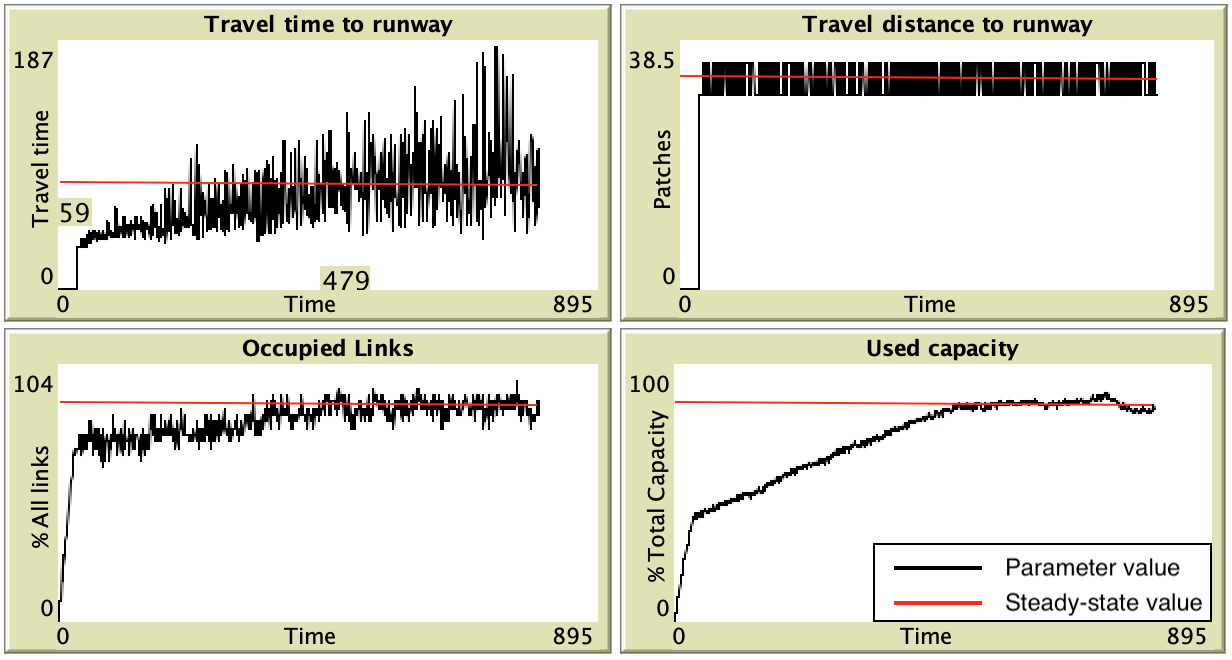 Travel time to runway
187
Travel time
59
0
479
0
Time
895
Travel distance to runway
38.5
Patches
0
0
Time
895
Occupied Links
104
% All links
0
0
Time
895
Used capacity
100
% Total Capacity
0
Parameter value
Steady-state value
0
Time
895